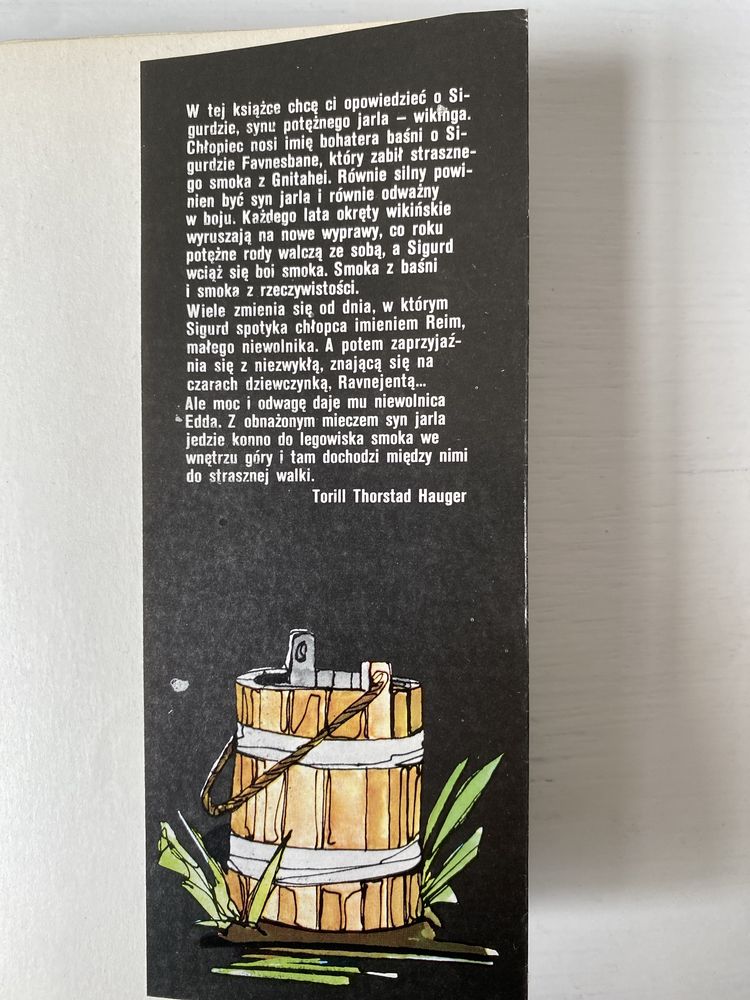 W tej książce chcę ci opowiedzieć o Si-
gurdzie, synu potężnego jarla – wikinga.
Chłopiec nosi imię bohatera baśni o Si-
gurdzie Favnesbane, który zabił straszne-
go smoka z Gnitahei. Równie silny powi-
nien być syn jarla i równie odważny
w boju. Każdego lata okręty wikińskie
wyruszają na nowe wyprawy, co roku
potężne rody walczą ze sobą, a Sigurd
wciąż się boi smoka. Smoka z baśni
i smoka z rzeczywistości.
Wiele zmienia się od dnia, w którym
Sigurd spotyka chłopca imieniem Reim,
małego niewolnika. A potem zaprzyjaź-
nia się z niezwykłą, znającą się na
czarach dziewczynką, Ravnejentą...
Ale moc i odwagę daje mu niewolnica
Edda. Z obnażonym mieczem syn jarla
jedzie konno do legowiska smoka we
wnętrzu góry i tam dochodzi między nimi
do strasznej walki.
Torill Thorstad Hauger